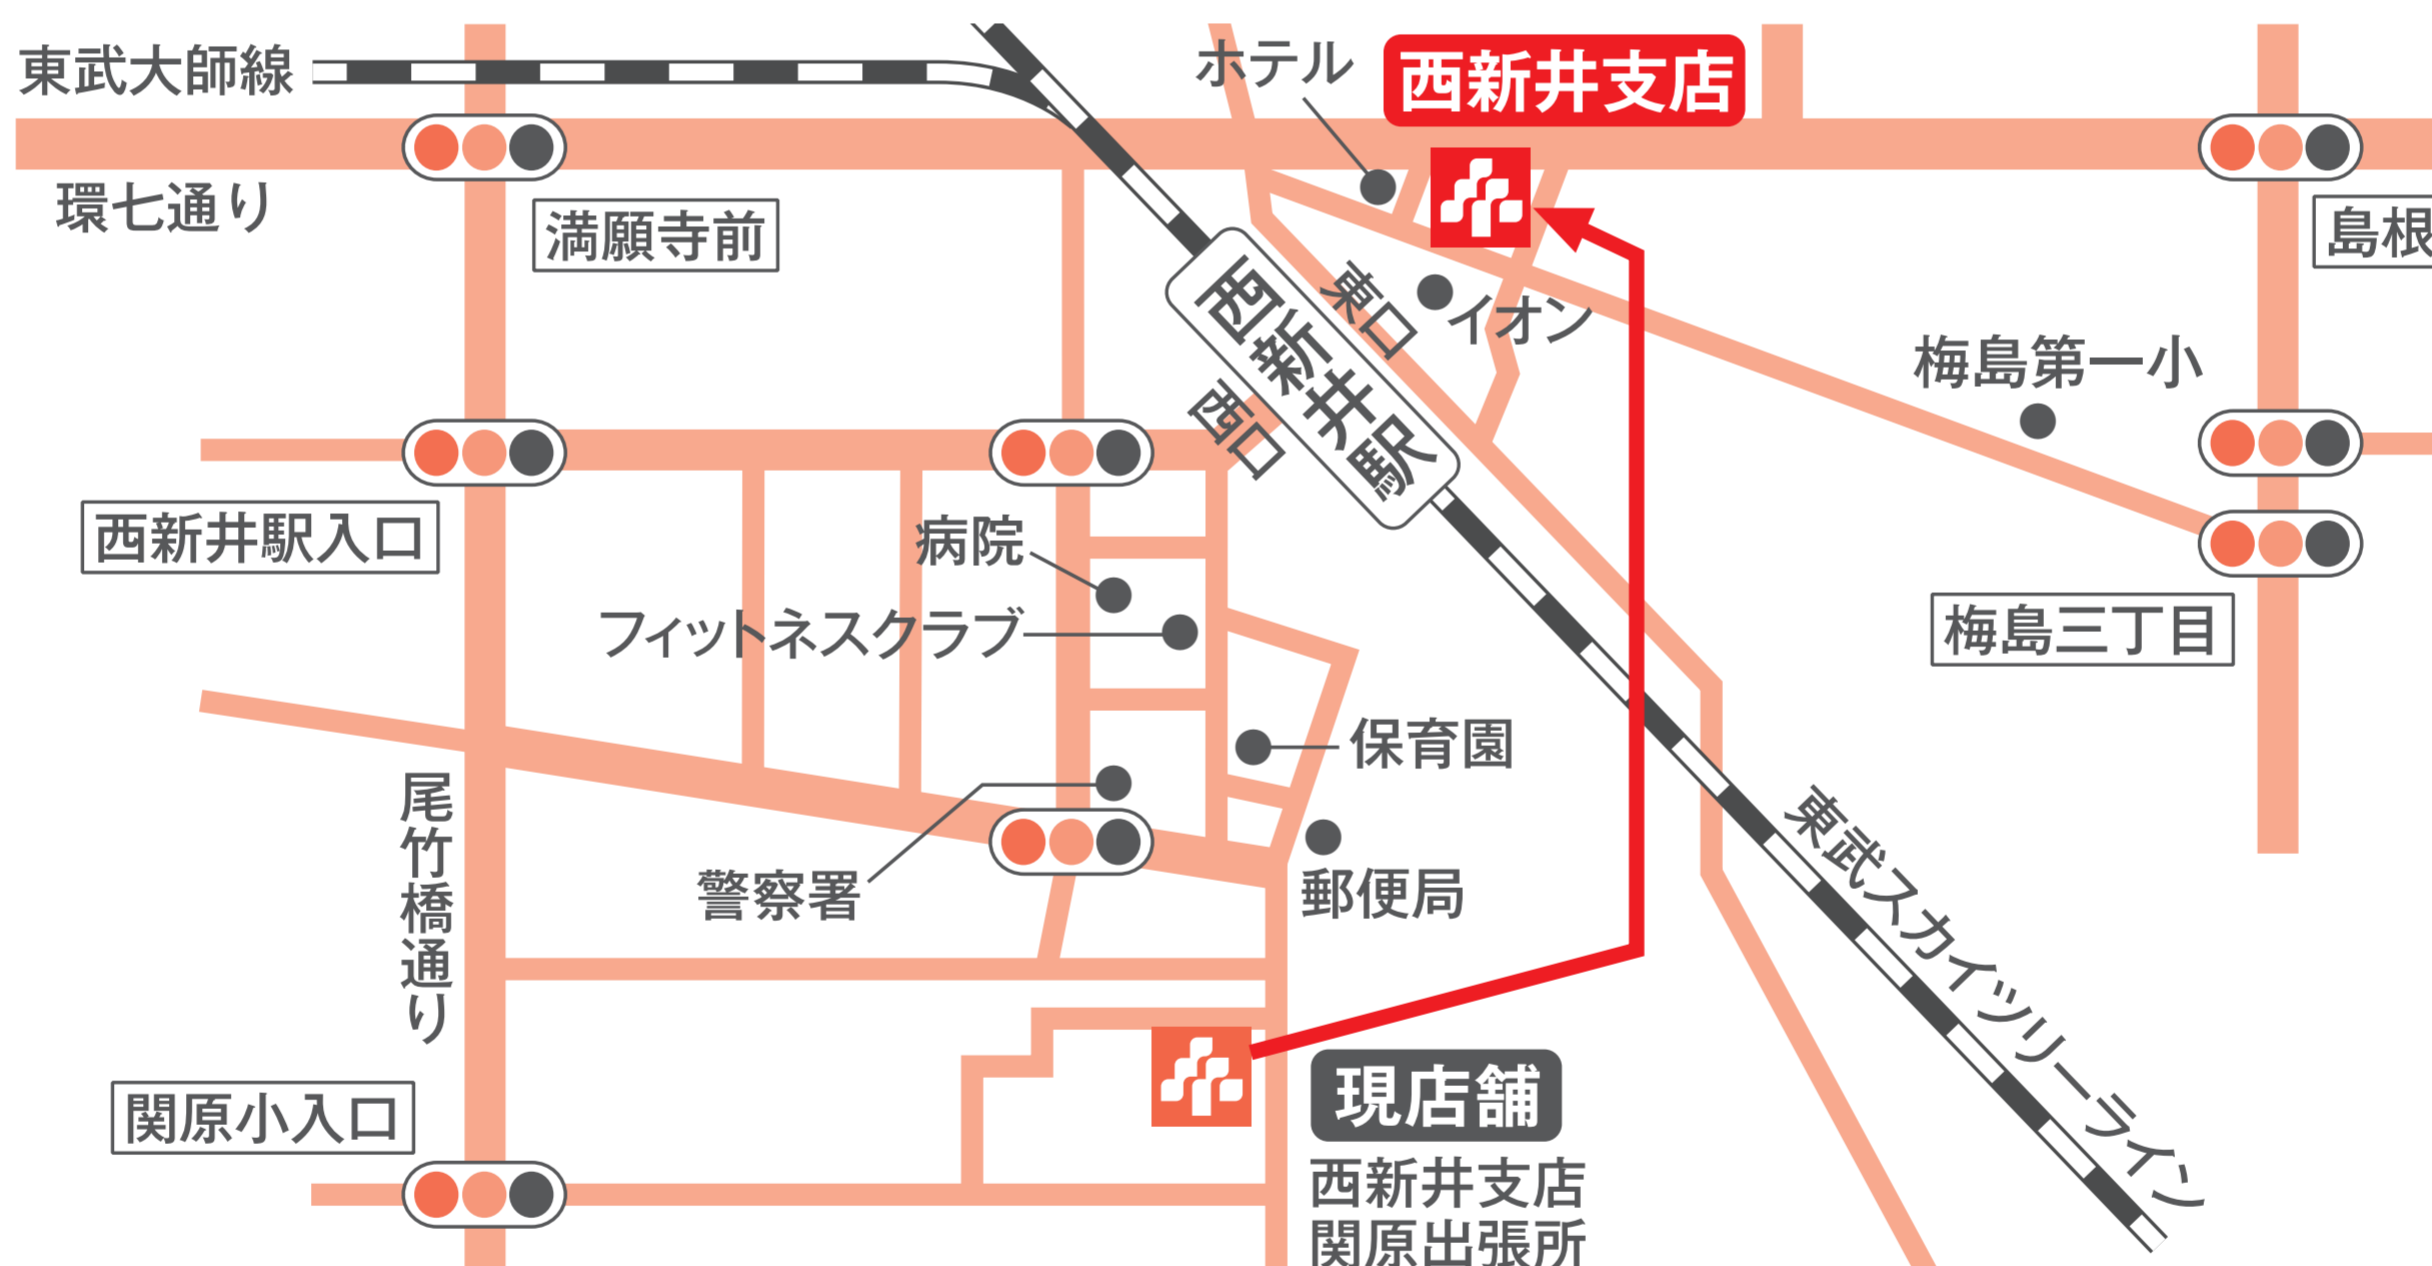 東武大師線
ホテル
西新井支店
環七通り
満願寺前
島根
西新井駅
東口
西口
イオン
梅島第一小
西新井駅入口
病院
フィットネスクラブ
梅島三丁目
保育園
尾竹橋通り
警察署
郵便局
東武スカイツリーライン
現店舗
西新井支店
関原出張所
関原小入口